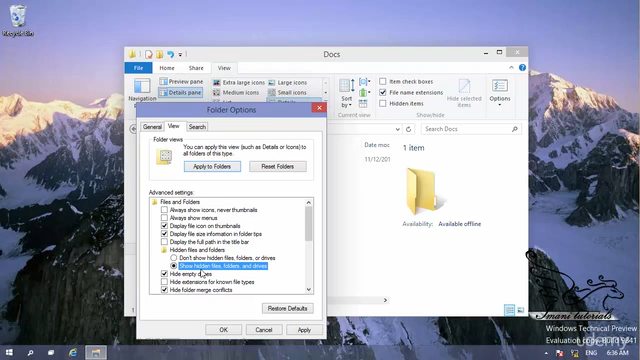 Recycle Bin
Docs
File
Home
Share
View
Preview pane
Details pane
Navigation
Extra large icons
Large icons
Medium icons
Small icons
Details
Sort by
Current view
Item check boxes
File name extensions
Hidden items
Hide selected items
Show/hide
Options
Folder Options
General
View
Search
Folder views
You can apply this view (such as Details or Icons) to
all folders of this type.
Apply to Folders
Reset Folders
Advanced settings:
Files and Folders
Always show icons, never thumbnails
Always show menus
Display file icon on thumbnails
Display file size information in folder tips
Display the full path in the title bar
Hidden files and folders
Don't show hidden files, folders, or drives
Show hidden files, folders, and drives
Hide empty drives
Hide extensions for known file types
Hide folder merge conflicts
Restore Defaults
OK
Cancel
Apply
Search Docs
Date moc
11/12/201
1 item
Availability: Available offline
Imani tutorials
Windows Technical Preview
Evaluation copy. Build 9841
ENG
6:36 AM